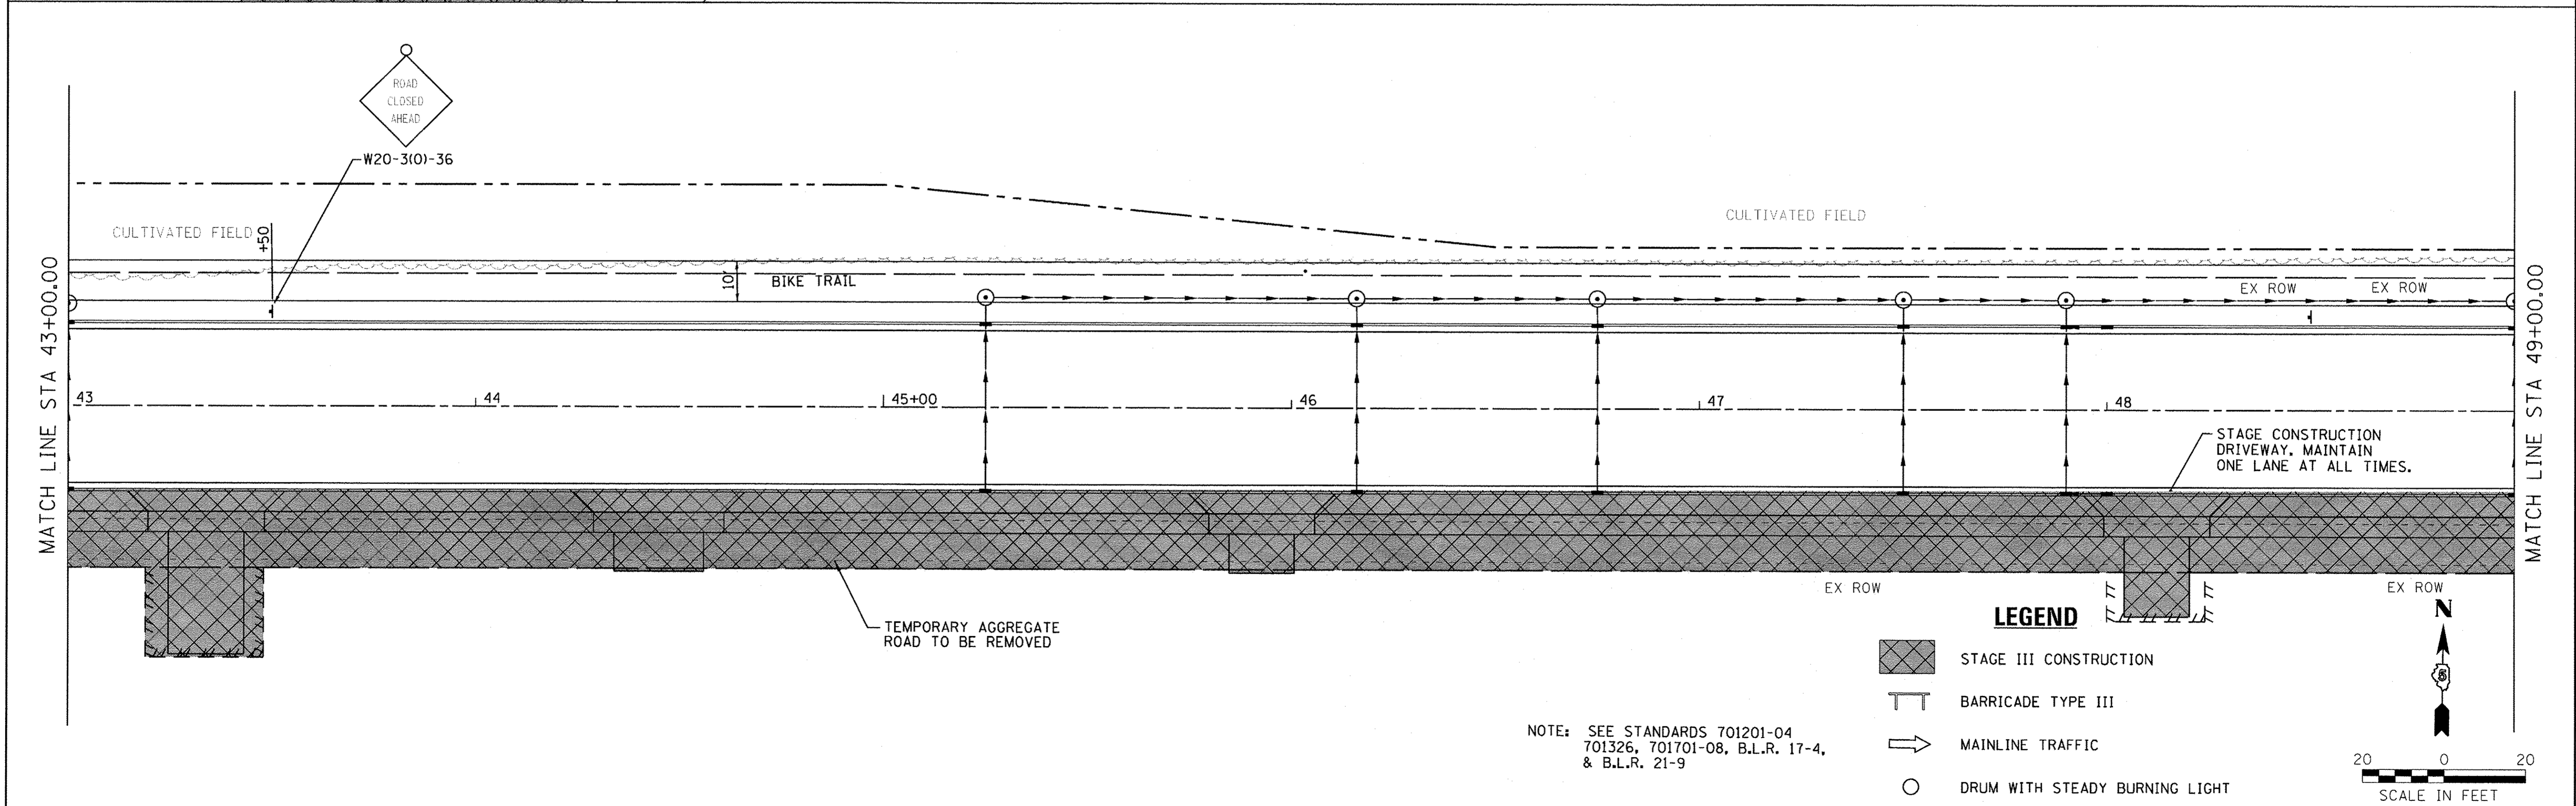 ROAD
CLOSED
AHEAD
W20-3(O)-36
MATCH LINE STA 43+00.00
CULTIVATED FIELD
+50
10'
BIKE TRAIL
CULTIVATED FIELD
EX ROW
EX ROW
MATCH LINE STA 49+00.00
43
44
45+00
46
47
48
STAGE CONSTRUCTION
DRIVEWAY. MAINTAIN
ONE LANE AT ALL TIMES.
TEMPORARY AGGREGATE
ROAD TO BE REMOVED
EX ROW
EX ROW
LEGEND
STAGE III CONSTRUCTION
BARRICADE TYPE III
MAINLINE TRAFFIC
DRUM WITH STEADY BURNING LIGHT
NOTE: SEE STANDARDS 701201-04
701326, 701701-08, B.L.R. 17-4,
& B.L.R. 21-9
N
5
20 0 20
SCALE IN FEET